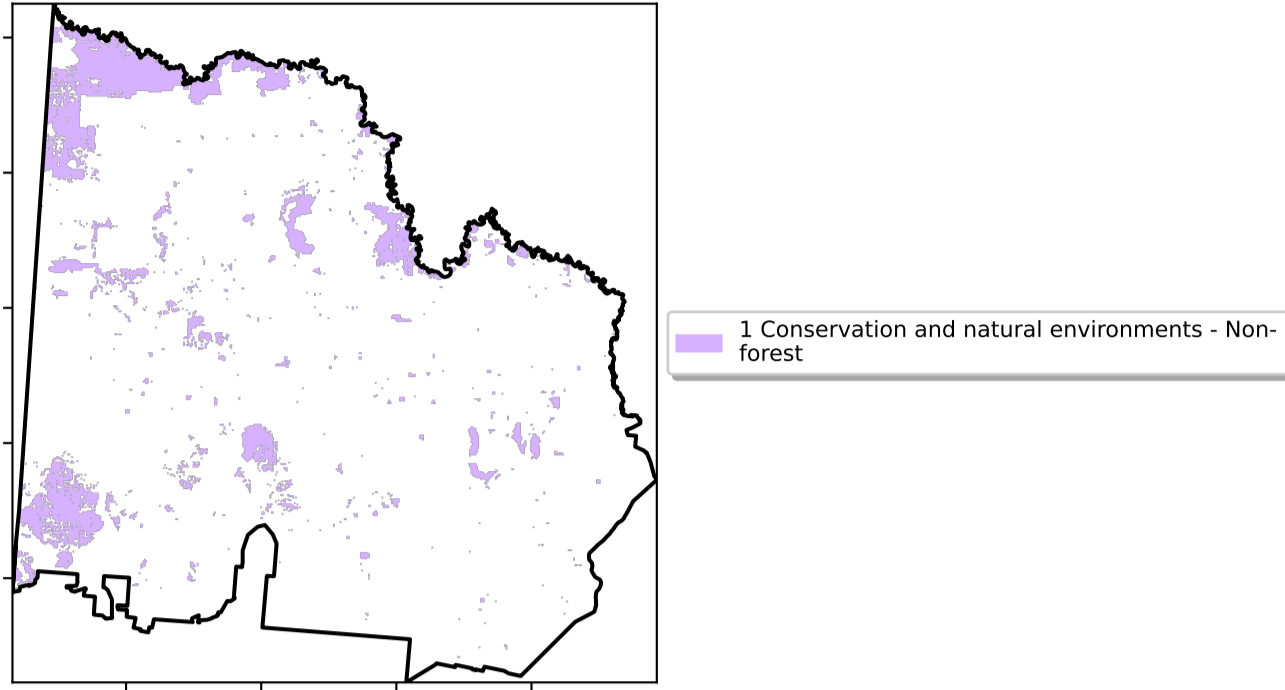 1 Conservation and natural environments - Non-
forest